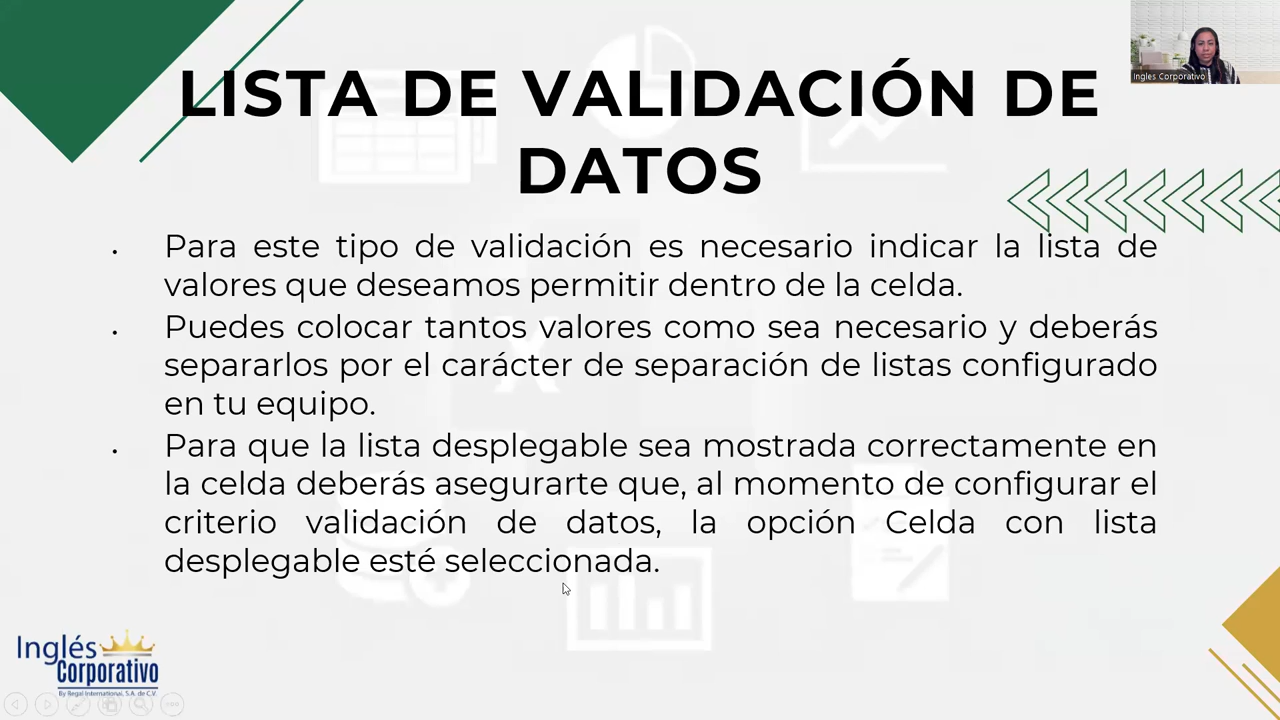 LISTA DE VALIDACIÓN DE
DATOS
Ingles Corporativo
• Para este tipo de validación es necesario indicar la lista de
valores que deseamos permitir dentro de la celda.
• Puedes colocar tantos valores como sea necesario y deberás
separarlos por el carácter de separación de listas configurado
en tu equipo.
• Para que la lista desplegable sea mostrada correctamente en
la celda deberás asegurarte que, al momento de configurar el
criterio validación de datos, la opción Celda con lista
desplegable esté seleccionada.
Inglés
Corporativo
By Regal International, S.A. de C.V.